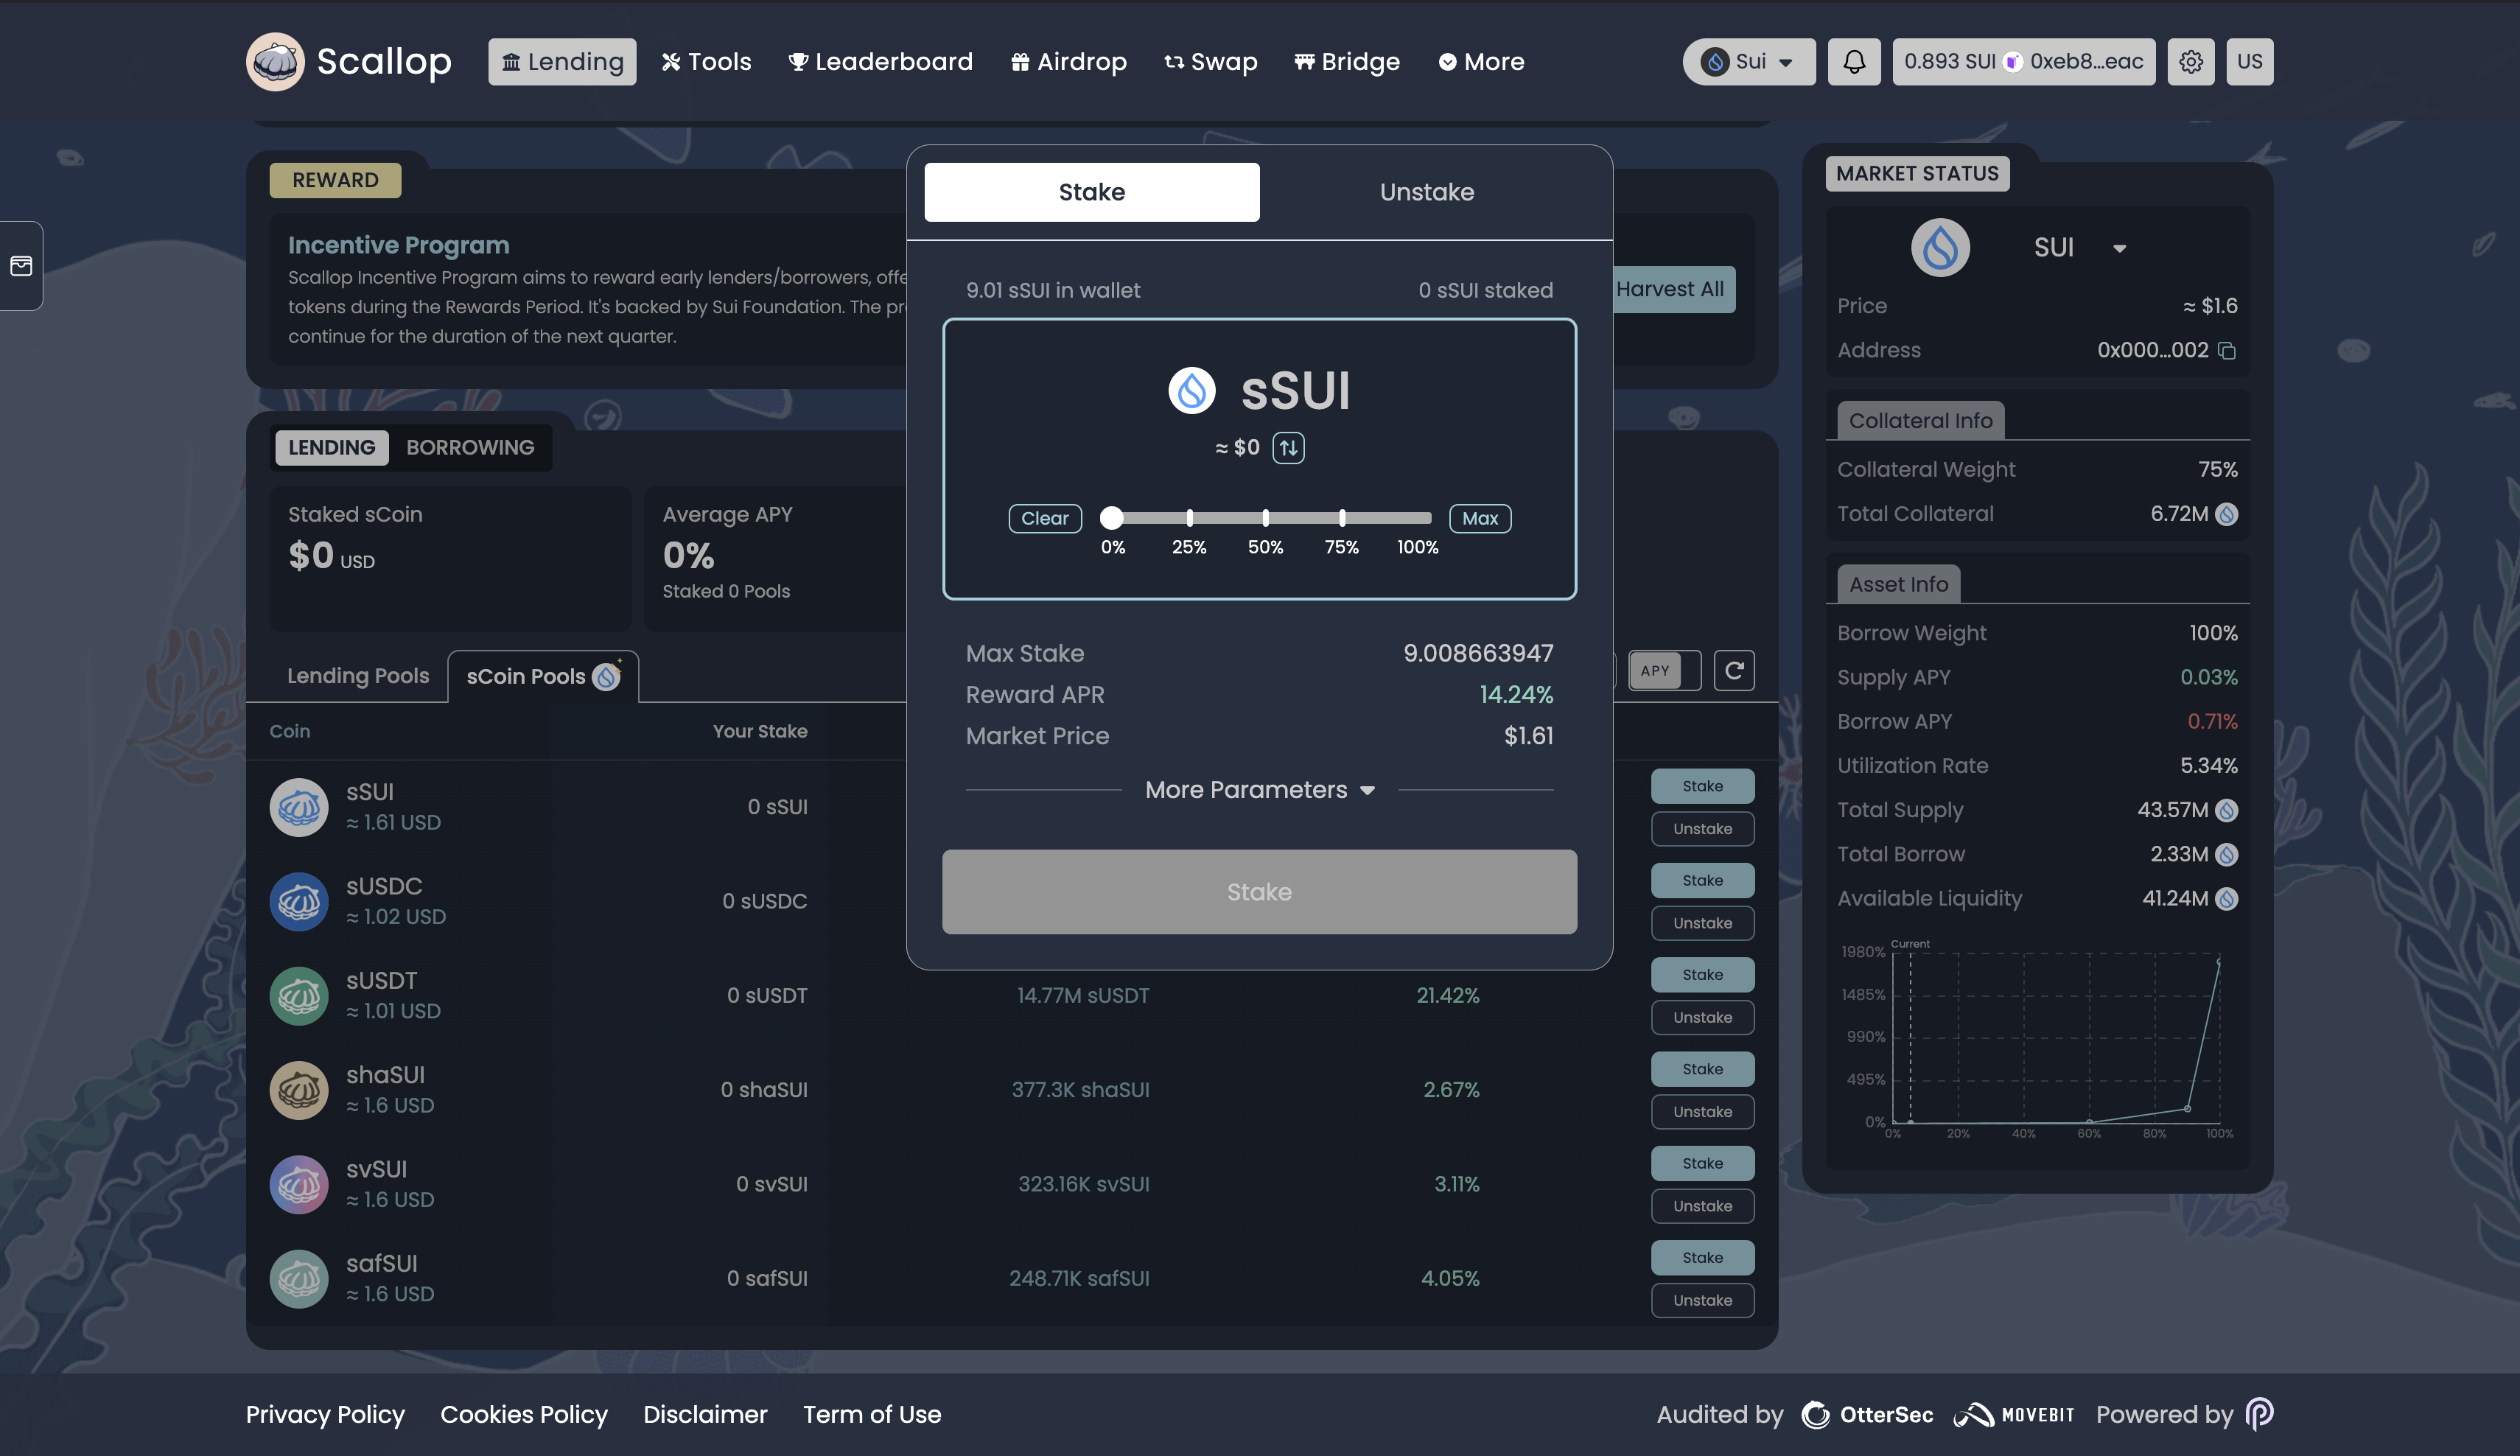 Scallop
Lending
Tools
Leaderboard
Airdrop
Swap
Bridge
More
Sui
0.893 SUI 0xeb8...eac
US
REWARD
Incentive Program
Scallop Incentive Program aims to reward early lenders/borrowers, offe
tokens during the Rewards Period. It's backed by Sui Foundation. The pr
continue for the duration of the next quarter.
Harvest All
LENDING
BORROWING
Staked sCoin
$0 USD
Average APY
0%
Staked 0 Pools
Lending Pools
sCoin Pools
APY
Coin
Your Stake
sSUI
≈ 1.61 USD
0 sSUI
Stake
Unstake
sUSDC
≈ 1.02 USD
0 sUSDC
Stake
Unstake
sUSDT
≈ 1.01 USD
0 sUSDT
14.77M sUSDT
21.42%
Stake
Unstake
shaSUI
≈ 1.6 USD
0 shaSUI
377.3K shaSUI
2.67%
Stake
Unstake
svSUI
≈ 1.6 USD
0 svSUI
323.16K svSUI
3.11%
Stake
Unstake
safSUI
≈ 1.6 USD
0 safSUI
248.71K safSUI
4.05%
Stake
Unstake
Stake
Unstake
9.01 sSUI in wallet
0 sSUI staked
sSUI
≈ $0
Clear
Max
0% 25% 50% 75% 100%
Max Stake 9.008663947
Reward APR 14.24%
Market Price $1.61
More Parameters
Stake
MARKET STATUS
SUI
Price ≈ $1.6
Address 0x000...002
Collateral Info
Collateral Weight 75%
Total Collateral 6.72M
Asset Info
Borrow Weight 100%
Supply APY 0.03%
Borrow APY 0.71%
Utilization Rate 5.34%
Total Supply 43.57M
Total Borrow 2.33M
Available Liquidity 41.24M
Current
1980%
1485%
990%
495%
0%
0% 20% 40% 60% 80% 100%
Privacy Policy
Cookies Policy
Disclaimer
Term of Use
Audited by
OtterSec
MOVEBIT
Powered by